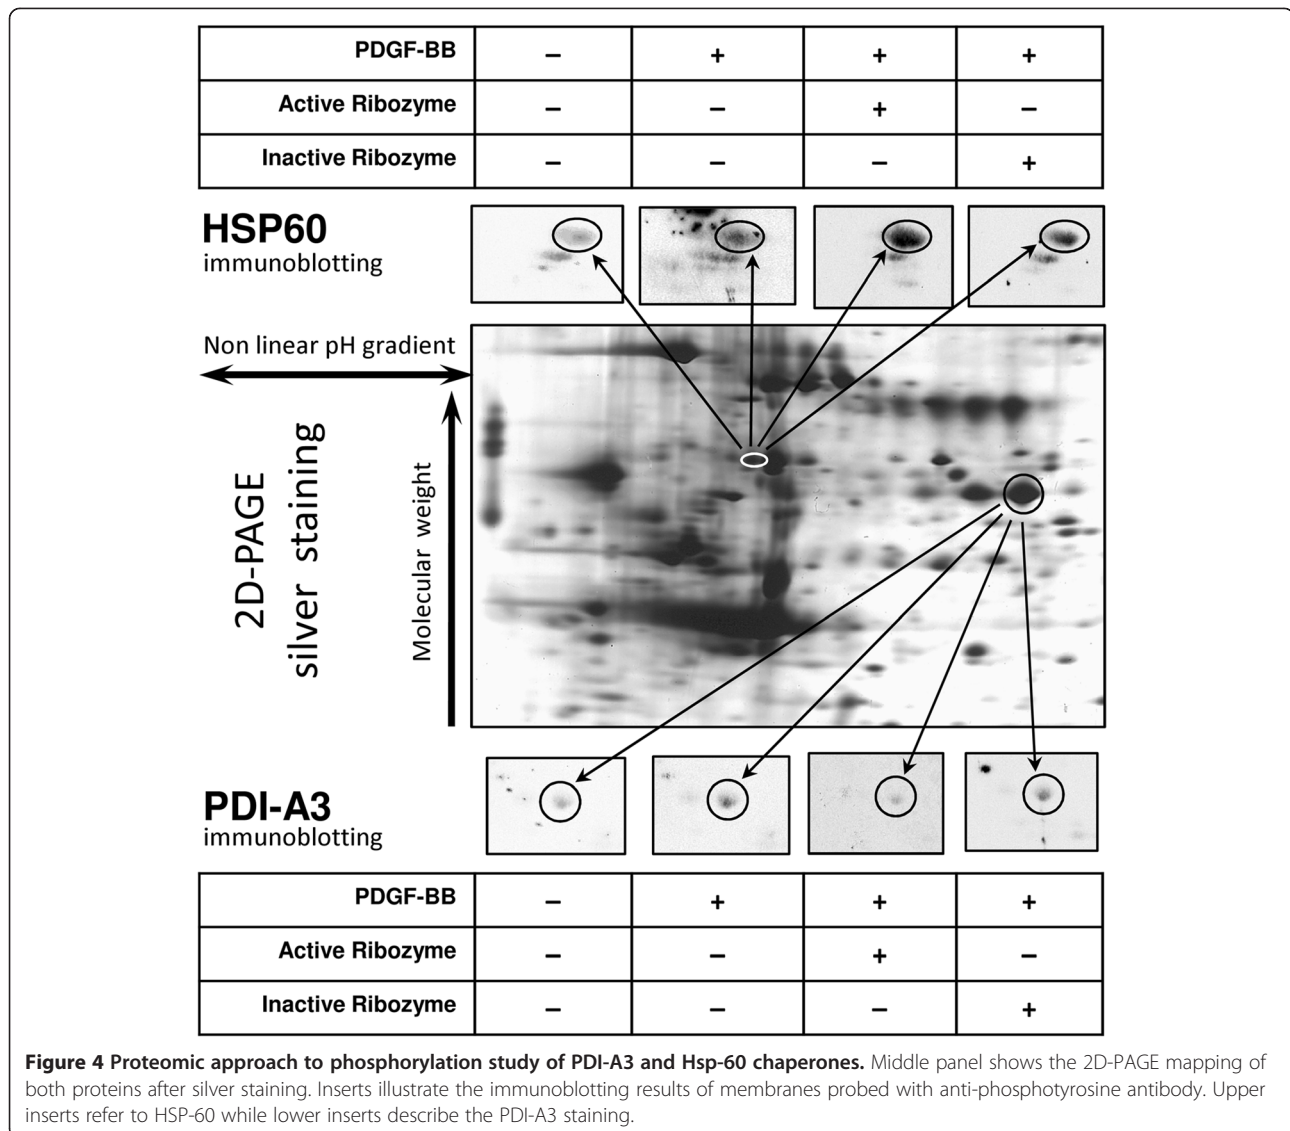 PDGF-BB – + + +
Active Ribozyme – – + –
Inactive Ribozyme – – – +
HSP60
immunoblotting
Non linear pH gradient
2D-PAGE
silver staining
Molecular weight
PDI-A3
immunoblotting
PDGF-BB – + + +
Active Ribozyme – – + –
Inactive Ribozyme – – – +
Figure 4 Proteomic approach to phosphorylation study of PDI-A3 and Hsp-60 chaperones. Middle panel shows the 2D-PAGE mapping of
both proteins after silver staining. Inserts illustrate the immunoblotting results of membranes probed with anti-phosphotyrosine antibody. Upper
inserts refer to HSP-60 while lower inserts describe the PDI-A3 staining.